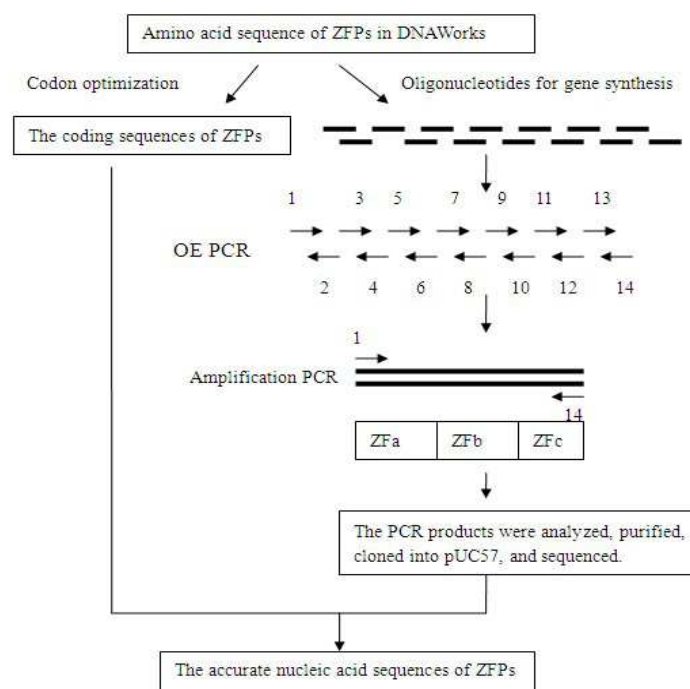 Amino acid sequence of ZFPs in DNAWorks
Codon optimization
Oligonucleotides for gene synthesis
The coding sequences of ZFPs
1 3 5 7 9 11 13
OE PCR
2 4 6 8 10 12 14
1
Amplification PCR
14
ZFa ZFb ZFc
The PCR products were analyzed, purified,
cloned into pUC57, and sequenced.
The accurate nucleic acid sequences of ZFPs